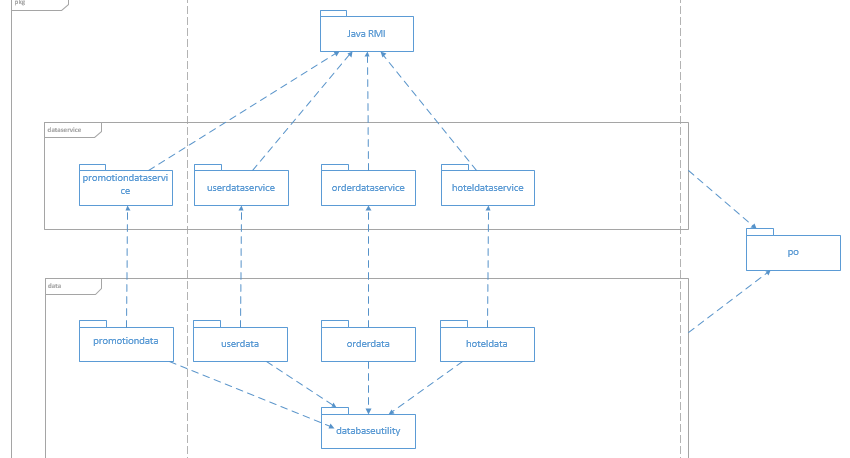 pkg
Java RMI
dataservice
promotiondataservi
ce
userdataservice
orderdataservice
hoteldataservice
po
data
promotiondata
userdata
orderdata
hoteldata
databaseutility